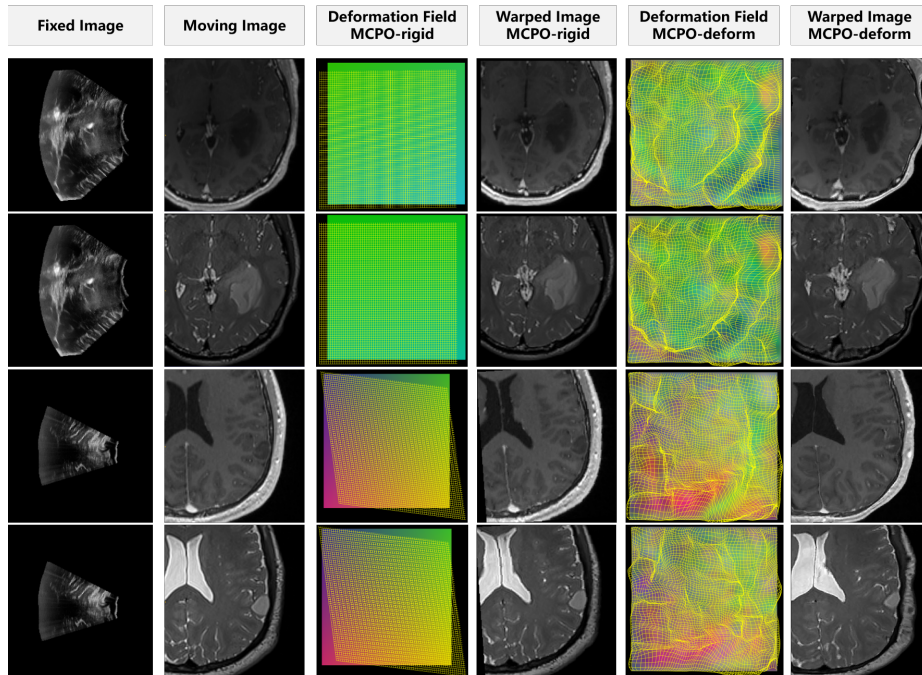 Fixed Image
Moving Image
Deformation Field
MCPO-rigid
Warped Image
MCPO-rigid
Deformation Field
MCPO-deform
Warped Image
MCPO-deform